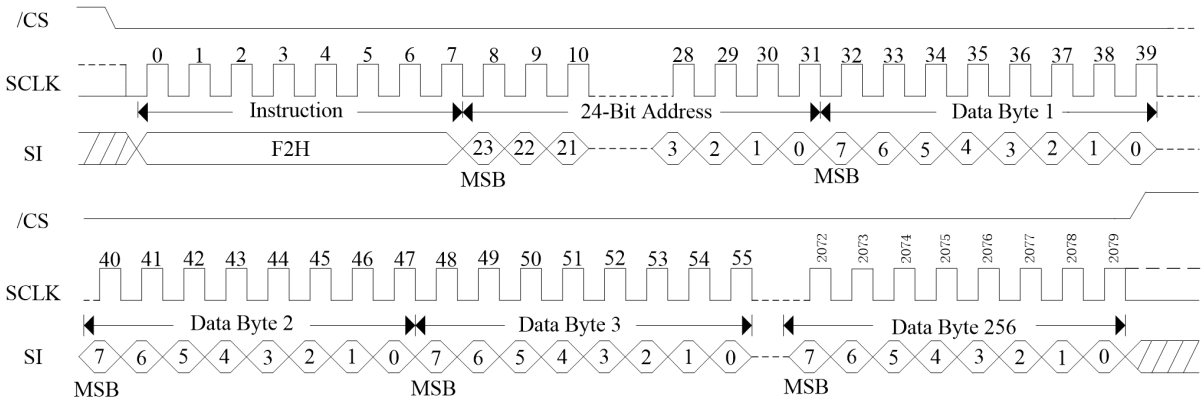 /CS
0 1 2 3 4 5 6 7 8 9 10 28 29 30 31 32 33 34 35 36 37 38 39
SCLK
Instruction 24-Bit Address Data Byte 1
SI F2H 23 22 21 3 2 1 0 7 6 5 4 3 2 1 0
MSB MSB
/CS
40 41 42 43 44 45 46 47 48 49 50 51 52 53 54 55 2072 2073 2074 2075 2076 2077 2078 2079
SCLK
Data Byte 2 Data Byte 3 Data Byte 256
SI 7 6 5 4 3 2 1 0 7 6 5 4 3 2 1 0 7 6 5 4 3 2 1 0
MSB MSB MSB